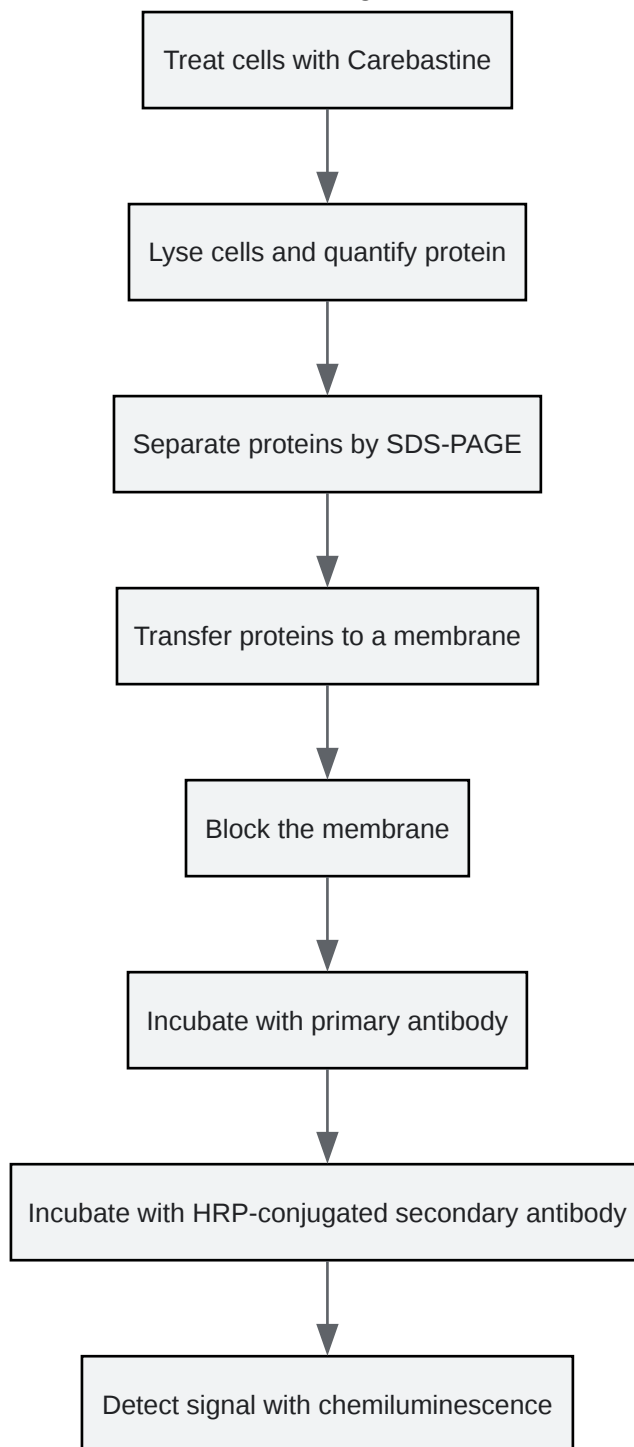 Treat cells with Carebastine
Lyse cells and quantify protein
Separate proteins by SDS-PAGE
Transfer proteins to a membrane
Block the membrane
Incubate with primary antibody
Incubate with HRP-conjugated secondary antibody
Detect signal with chemiluminescence